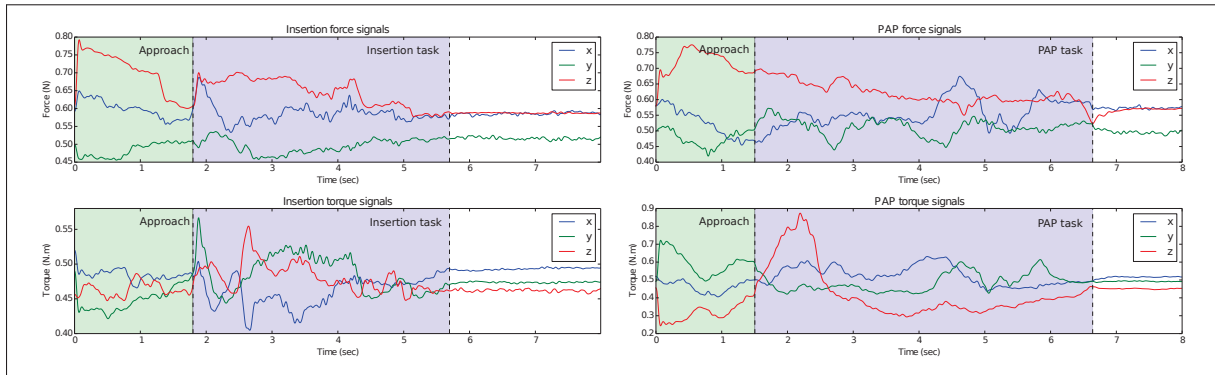 Insertion force signals
0.80
0.75
0.70
0.65
0.60
0.55
0.50
0.45
Force (N)
Approach
Insertion task
x
y
z
0 1 2 3 4 5 6 7
Time (sec)
PAP force signals
0.80
0.75
0.70
0.65
0.60
0.55
0.50
0.45
0.40
Force (N)
Approach
PAP task
x
y
z
0 1 2 3 4 5 6 7 8
Time (sec)
Insertion torque signals
0.55
0.50
0.45
0.40
Torque (N.m)
Approach
Insertion task
x
y
z
0 1 2 3 4 5 6 7
Time (sec)
PAP torque signals
0.9
0.8
0.7
0.6
0.5
0.4
0.3
0.2
Torque (N.m)
Approach
PAP task
x
y
z
0 1 2 3 4 5 6 7 8
Time (sec)